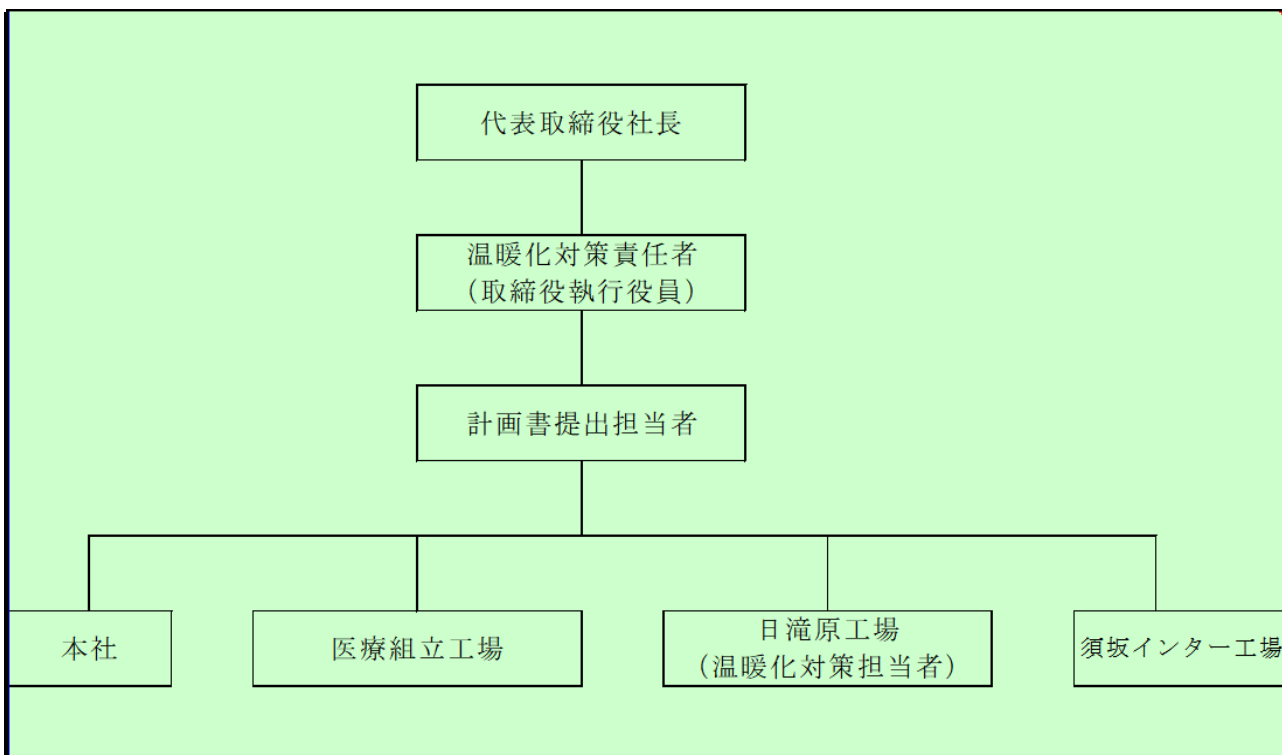 代表取締役社長
温暖化対策責任者
（取締役執行役員）
計画書提出担当者
本社
医療組立工場
日滝原工場
（温暖化対策担当者）
須坂インター工場